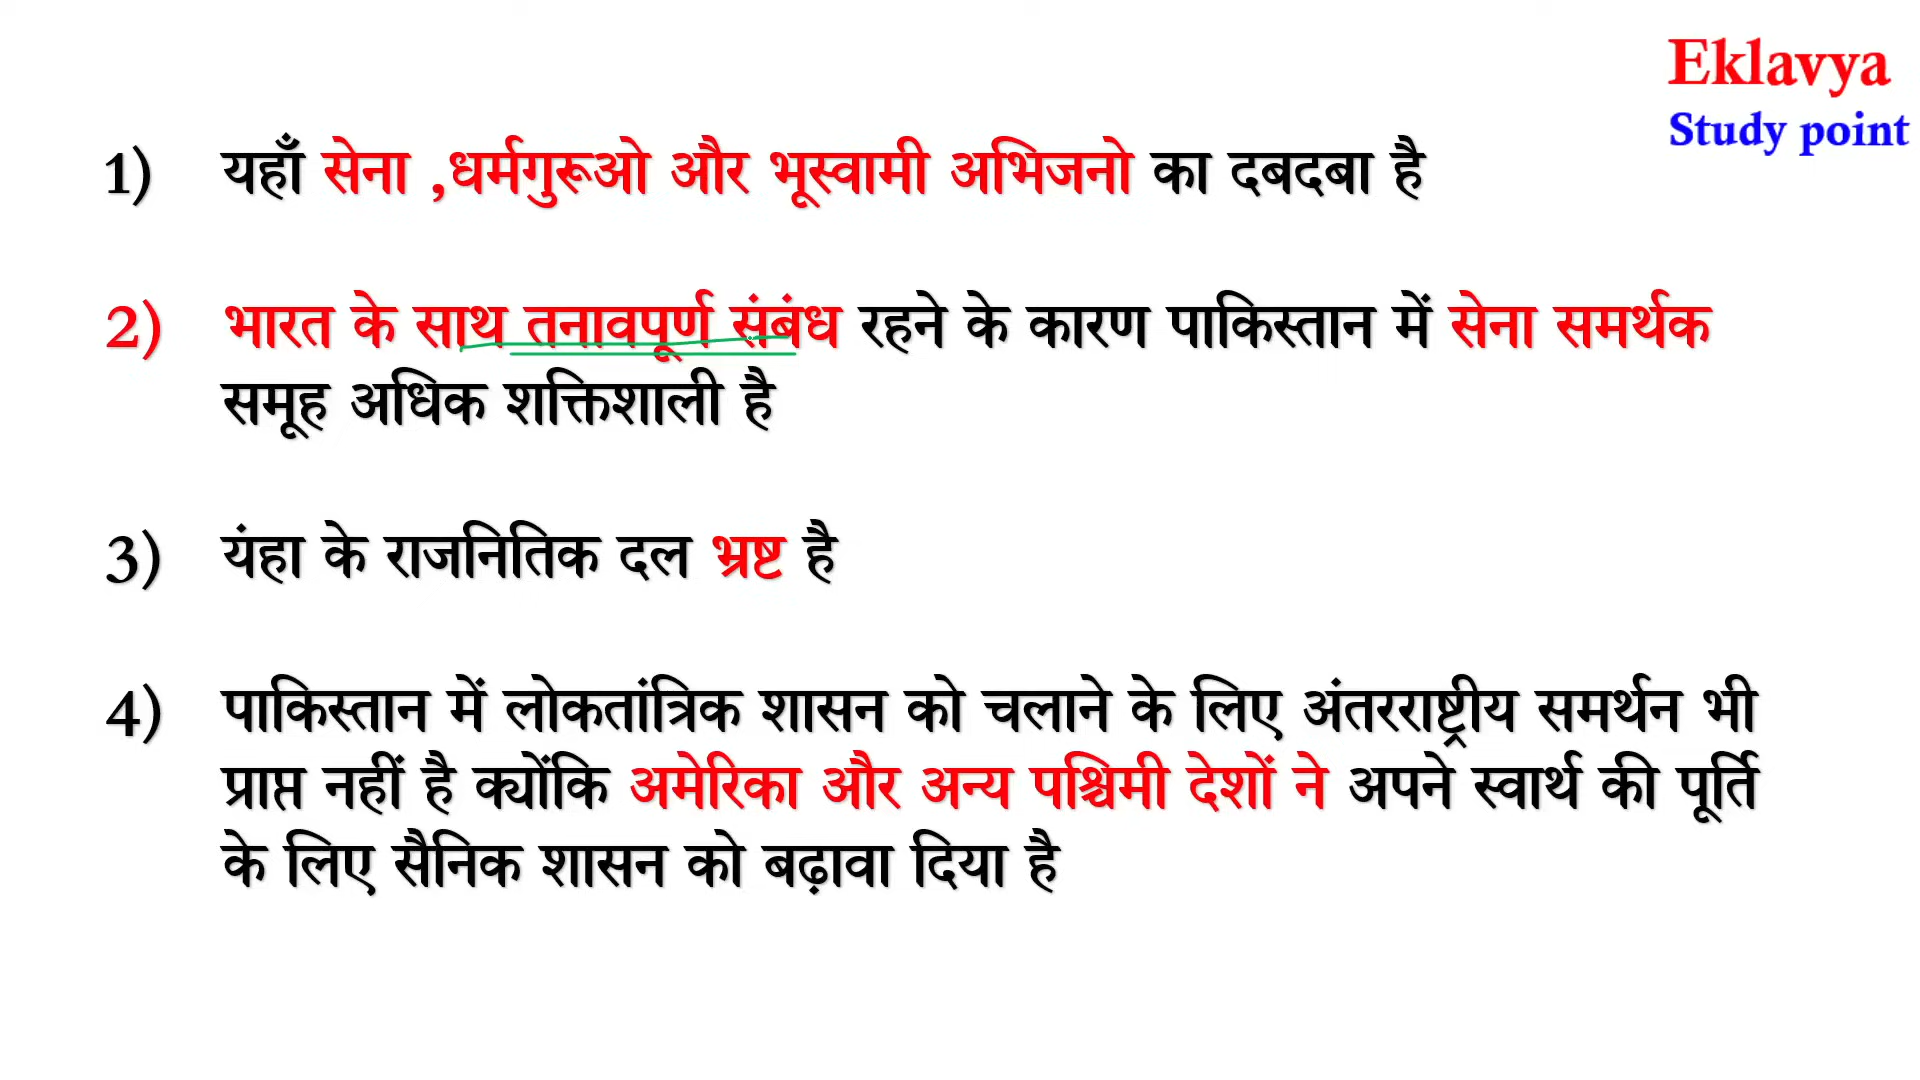 Eklavya
Study point
1) यहाँ सेना ,धर्मगुरूओ और भूस्वामी अभिजनो का दबदबा है
2) भारत के साथ तनावपूर्ण संबंध रहने के कारण पाकिस्तान में सेना समर्थक
समूह अधिक शक्तिशाली है
3) यंहा के राजनितिक दल भ्रष्ट है
4) पाकिस्तान में लोकतांत्रिक शासन को चलाने के लिए अंतरराष्ट्रीय समर्थन भी
प्राप्त नहीं है क्योंकि अमेरिका और अन्य पश्चिमी देशों ने अपने स्वार्थ की पूर्ति
के लिए सैनिक शासन को बढ़ावा दिया है